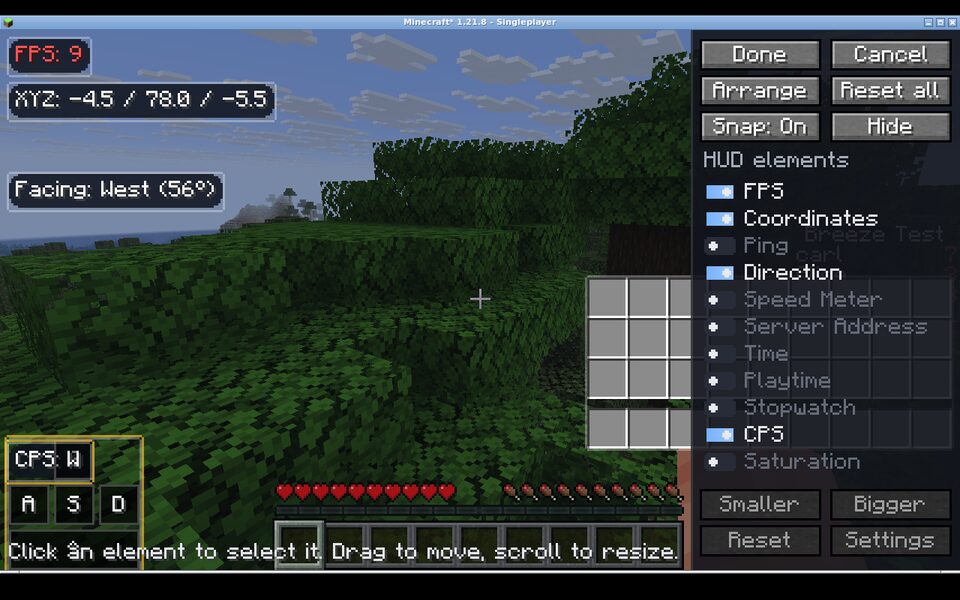 Minecraft* 1.21.8 - Singleplayer
FPS: 9
XYZ: -4.5 / 78.0 / -5.5
Facing: West (56°)
Done Cancel
Arrange Reset all
Snap: On Hide
HUD elements
FPS
Coordinates
Breeze Test
Ping
carl
Direction
Speed Meter
Server Address
Time
Playtime
Stopwatch
CPS
Saturation
CPS: W
A S D
Smaller Bigger
Reset Settings
Click an element to select it. Drag to move, scroll to resize.